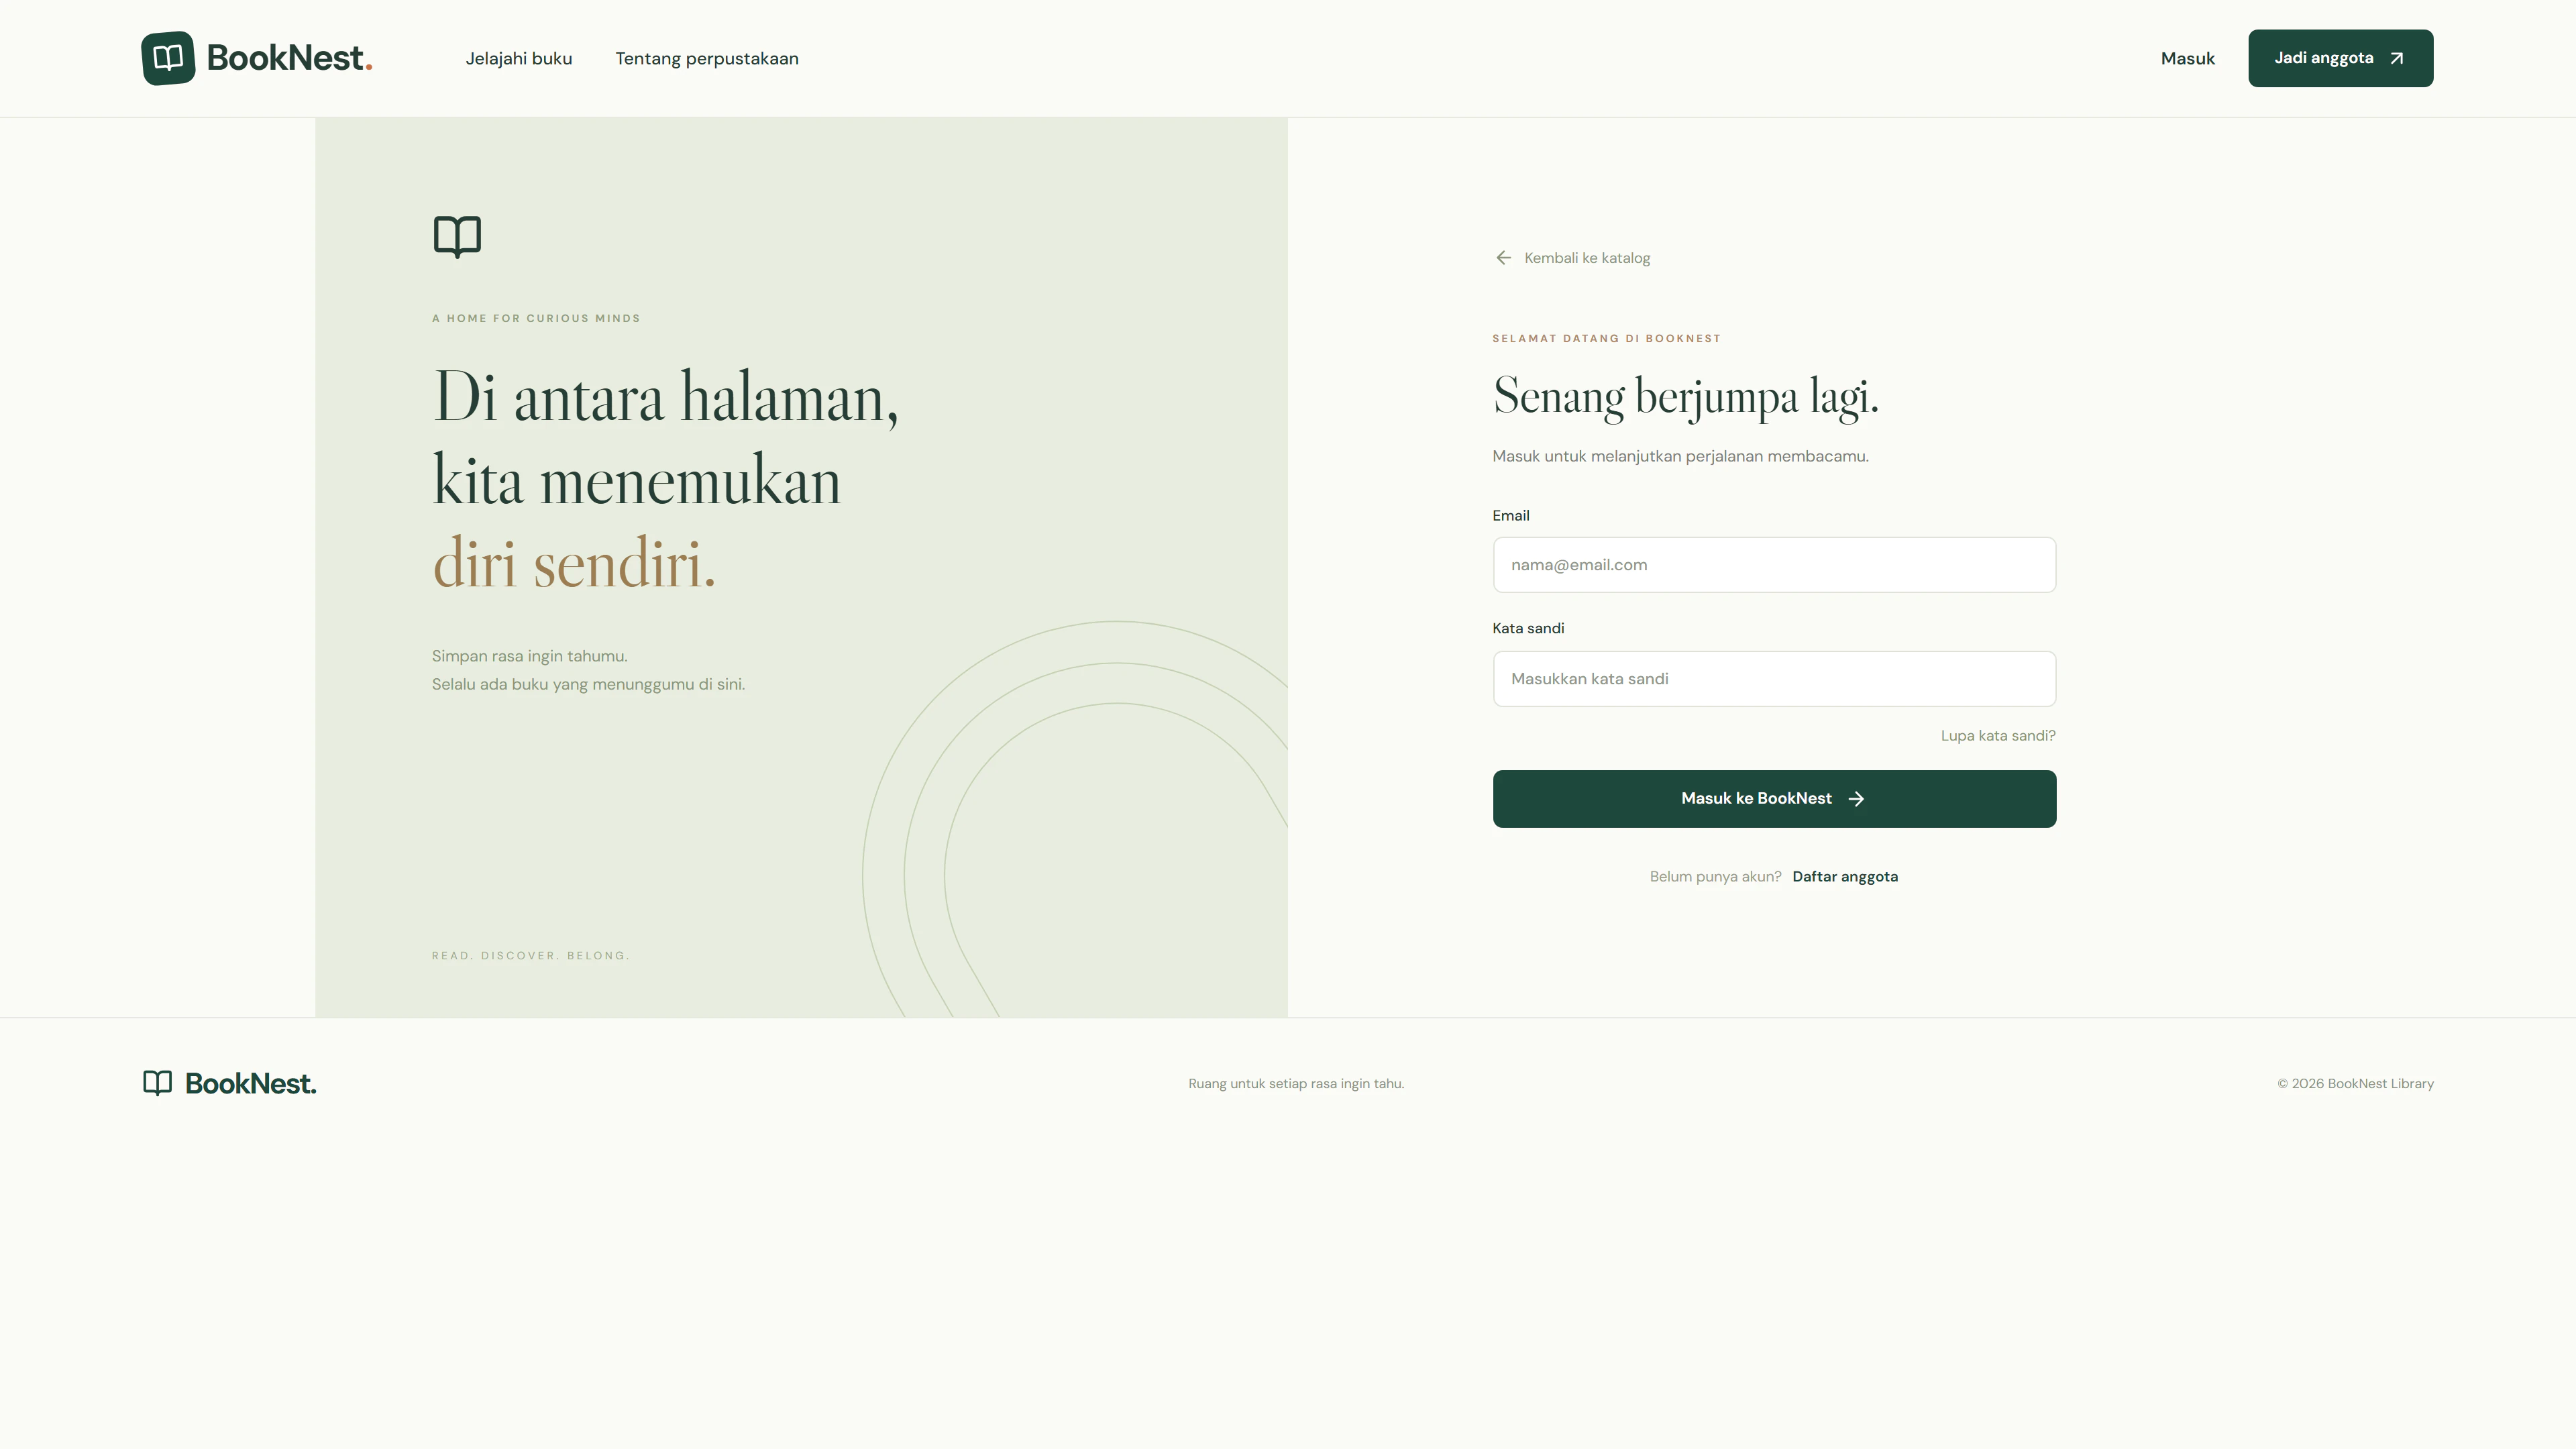 BookNest.
Jelajahi buku
Tentang perpustakaan
Masuk
Jadi anggota
A HOME FOR CURIOUS MINDS
Di antara halaman,
kita menemukan
diri sendiri.
Simpan rasa ingin tahumu.
Selalu ada buku yang menunggumu di sini.
READ. DISCOVER. BELONG.
Kembali ke katalog
SELAMAT DATANG DI BOOKNEST
Senang berjumpa lagi.
Masuk untuk melanjutkan perjalanan membacamu.
Email
nama@email.com
Kata sandi
Masukkan kata sandi
Lupa kata sandi?
Masuk ke BookNest
Belum punya akun? Daftar anggota
BookNest.
Ruang untuk setiap rasa ingin tahu.
© 2026 BookNest Library